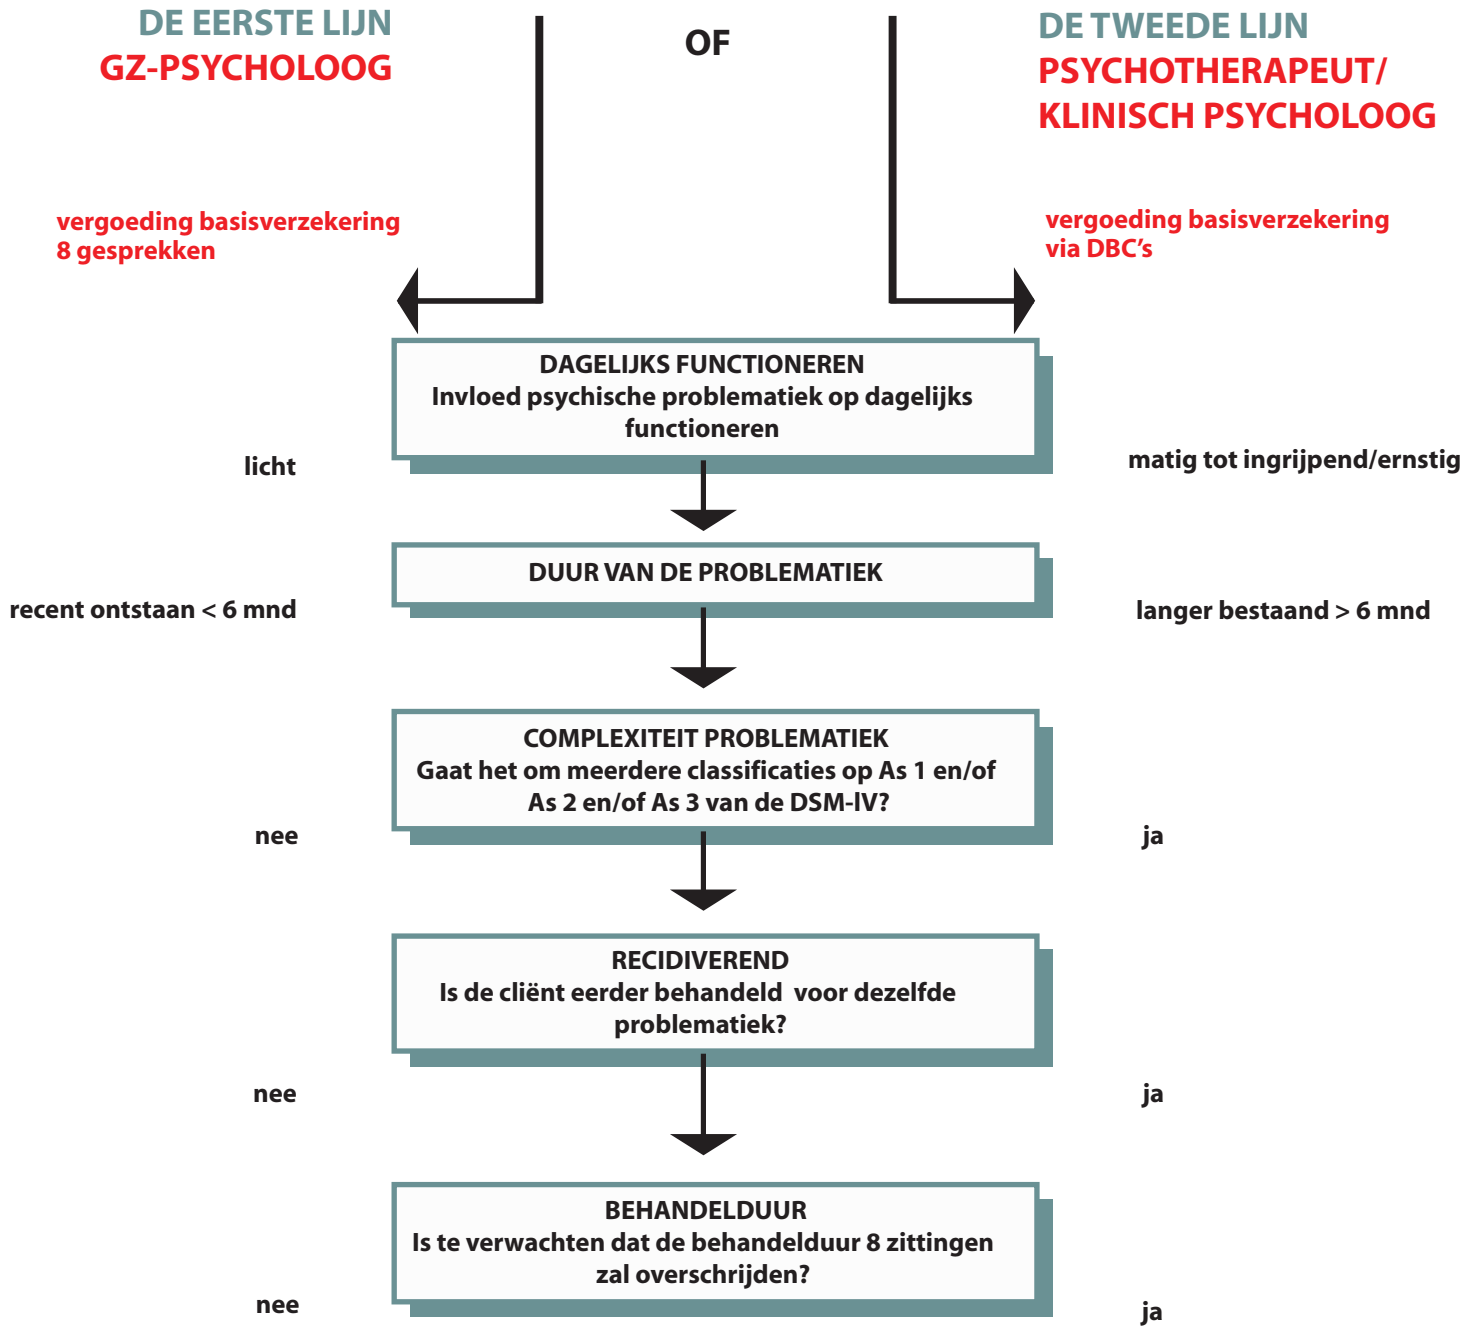 DE EERSTE LIJN
GZ-PSYCHOLOOG
OF
DE TWEEDE LIJN
PSYCHOTHERAPEUT/
KLINISCH PSYCHOLOOG
vergoeding basisverzekering
8 gesprekken
vergoeding basisverzekering
via DBC's
DAGELIJKS FUNCTIONEREN
Invloed psychische problematiek op dagelijks
functioneren
licht
matig tot ingrijpend/ernstig
DUUR VAN DE PROBLEMATIEK
recent ontstaan < 6 mnd
langer bestaand > 6 mnd
COMPLEXITEIT PROBLEMATIEK
Gaat het om meerdere classificaties op As 1 en/of
As 2 en/of As 3 van de DSM-lV?
nee
ja
RECIDIVEREND
Is de cliënt eerder behandeld  voor dezelfde
problematiek?
nee
ja
BEHANDELDUUR
Is te verwachten dat de behandelduur 8 zittingen
zal overschrijden?
nee
ja